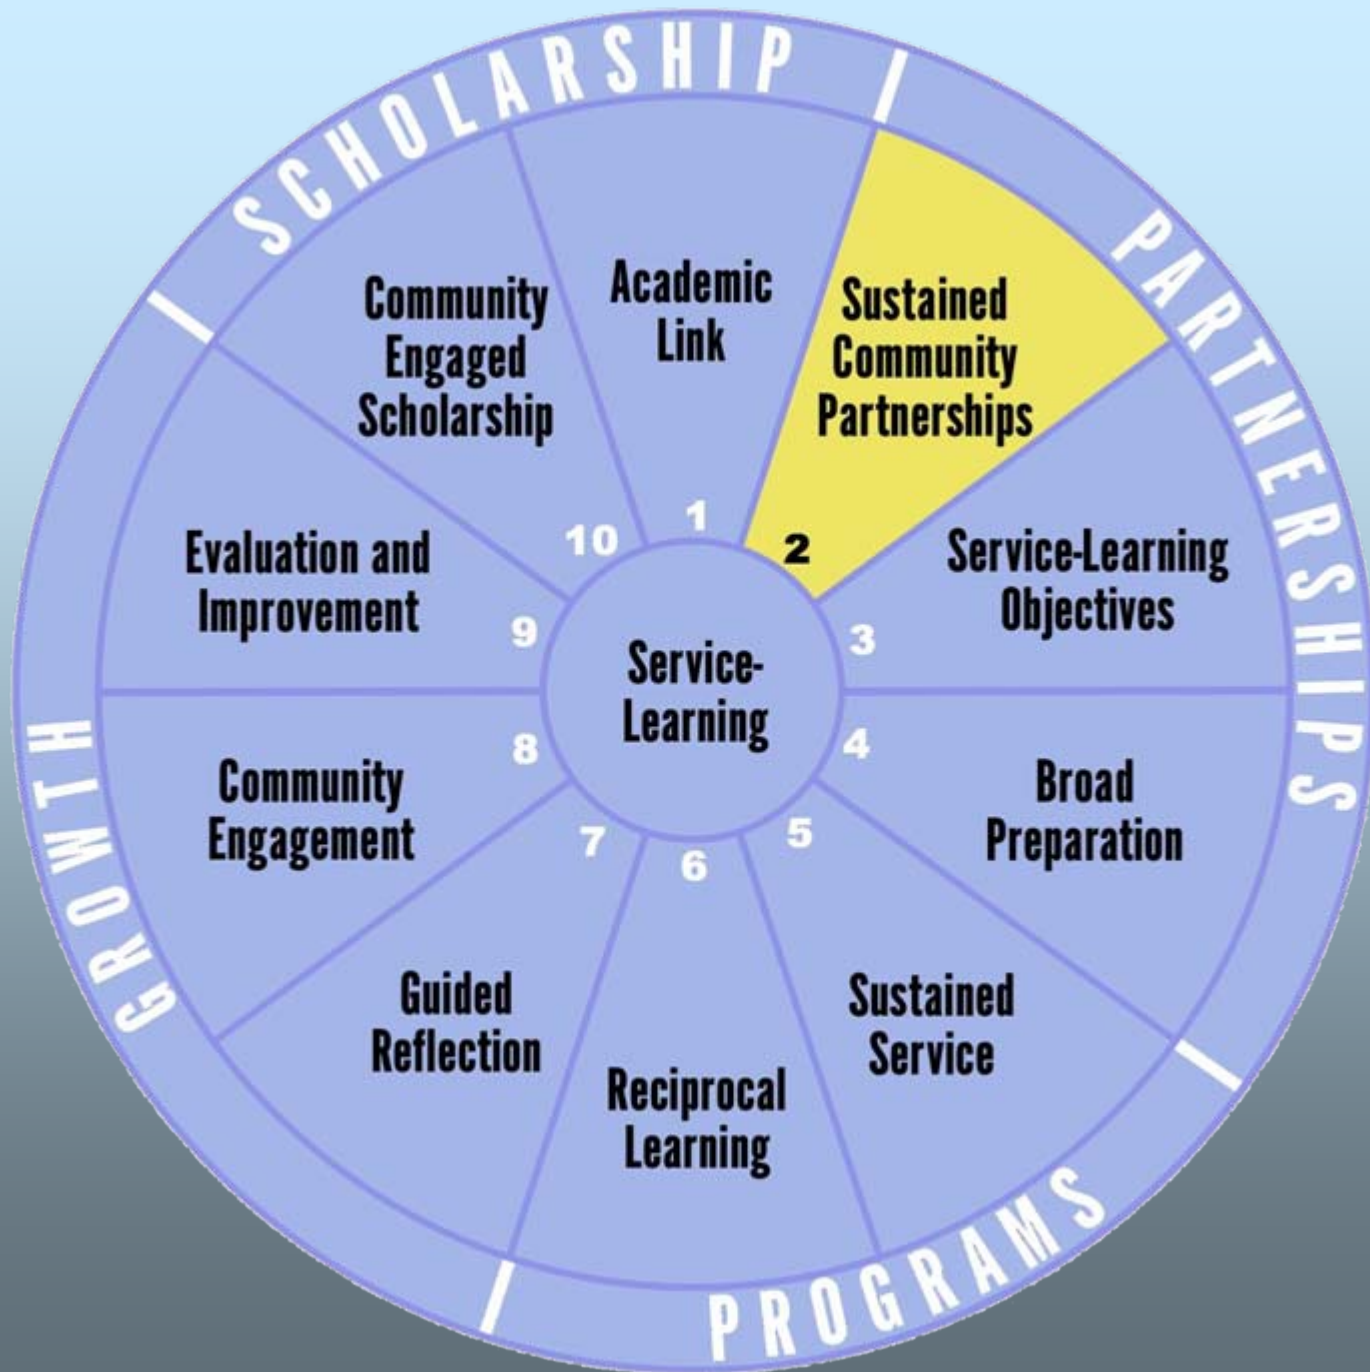 SCHOLARSHIP
PARTNERSHIPS
PROGRAMS
GROWTH
Academic
Link
1
Sustained
Community
Partnerships
2
Service-Learning
Objectives
3
Broad
Preparation
4
Sustained
Service
5
Reciprocal
Learning
6
Guided
Reflection
7
Community
Engagement
8
Evaluation and
Improvement
9
Community
Engaged
Scholarship
10
Service-
Learning